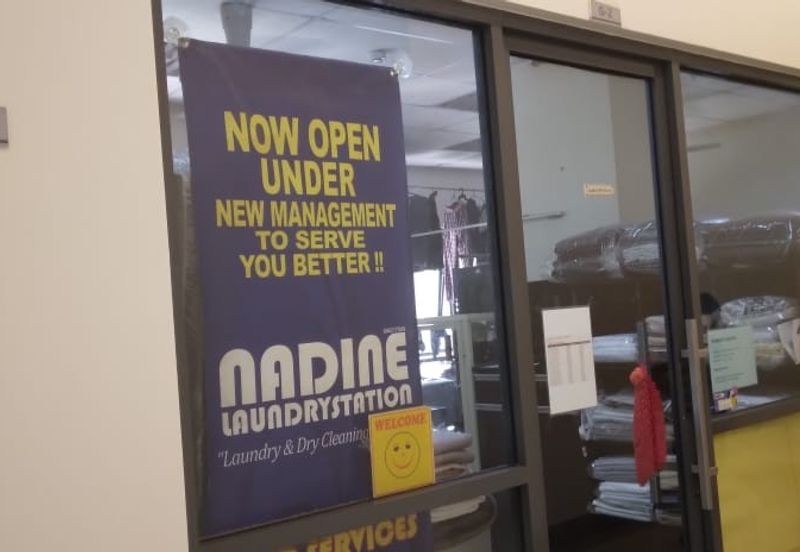 NOW OPEN
UNDER
NEW MANAGEMENT
TO SERVE
YOU BETTER !!
NADINE
LAUNDRYSTATION
"Laundry & Dry Cleaning
WELCOME
SERVICES